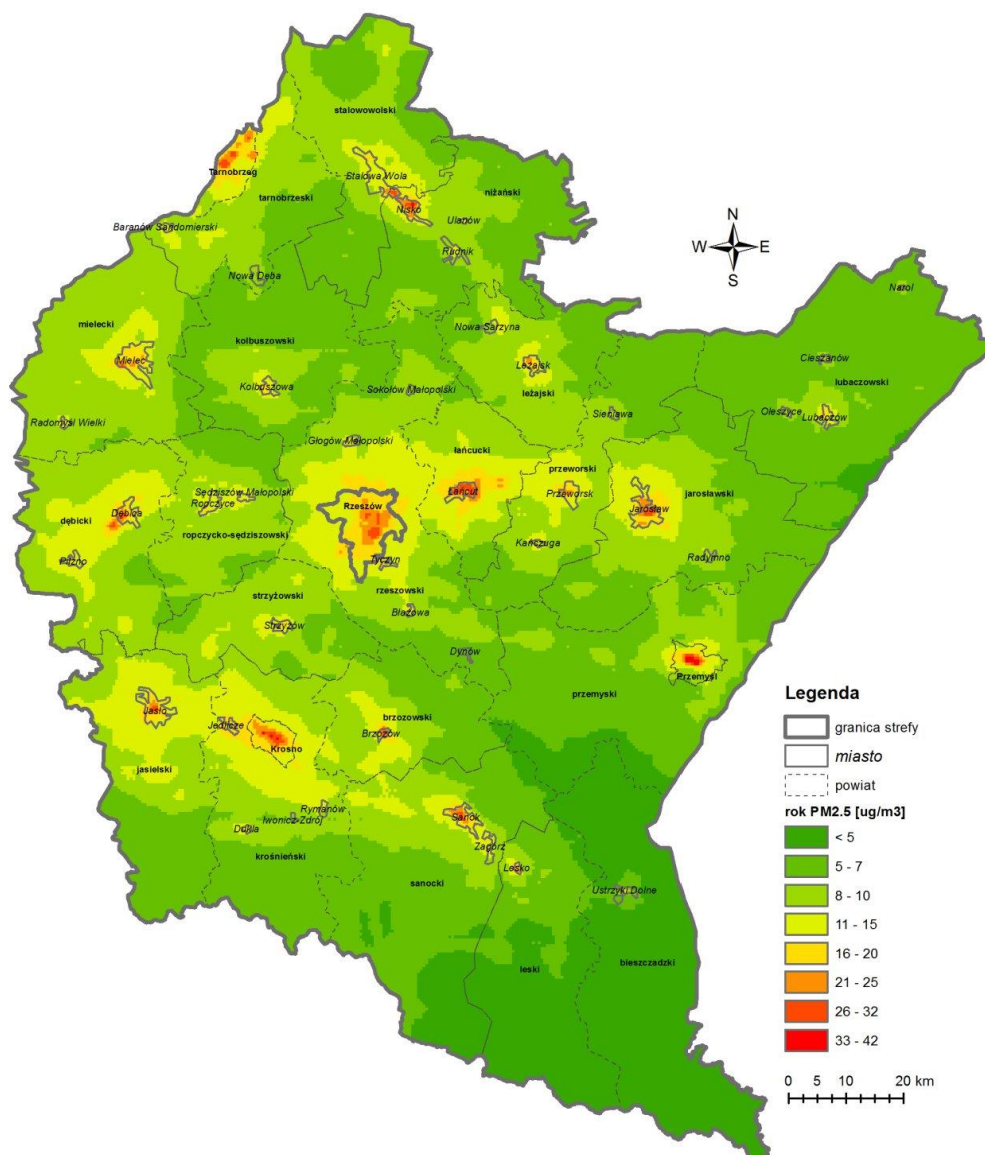 stalowowolski
Tarnobrzeg
Stalowa Wola
tarnobrzeski
niżański
Nisko
Ulanów
Baranów Sandomierski
Rudnik
N
W E
S
Nowa Dęba
Narol
mielecki
Nowa Sarzyna
kolbuszowski
Mielec
Cieszanów
Leżajsk
lubaczowski
Kolbuszowa
Sokołów Małopolski
leżajski
Oleszyce
Sieniawa
Lubaczów
Radomyśl Wielki
Głogów Małopolski
łańcucki
przeworski
Sędziszów Małopolski
Łańcut
Przeworsk
jarosławski
Ropczyce
Rzeszów
Jarosław
Dębica
dębicki
ropczycko-sędziszowski
Kańczuga
Radymno
Pilzno
Tyczyn
rzeszowski
strzyżowski
Błażowa
Strzyżów
Dynów
Przemyśl
przemyski
Legenda
granica strefy
miasto
powiat
rok PM2.5 [ug/m3]
< 5
5 - 7
8 - 10
11 - 15
16 - 20
21 - 25
26 - 32
33 - 42
0 5 10 20 km
Jasło
brzozowski
Jedlicze
Brzozów
Krosno
jasielski
Rymanów
Iwonicz-Zdrój
Sanok
Dukla
Zagórz
krośnieński
Lesko
sanocki
Ustrzyki Dolne
leski
bieszczadzki